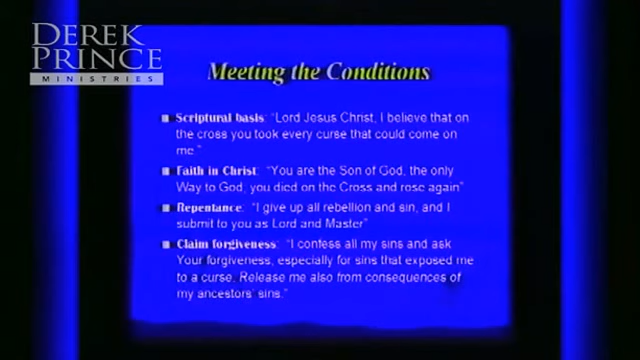 DEREK
PRINCE
MINISTRIES
Meeting the Conditions
Scriptural basis: "Lord Jesus Christ, I believe that on
the cross you took every curse that could come on
me."
Faith in Christ: "You are the Son of God, the only
Way to God; you died on the Cross and rose again"
Repentance: "I give up all rebellion and sin, and I
submit to you as Lord and Master"
Claim forgiveness: "I confess all my sins and ask
Your forgiveness, especially for sins that exposed me
to a curse. Release me also from consequences of
my ancestors' sins."